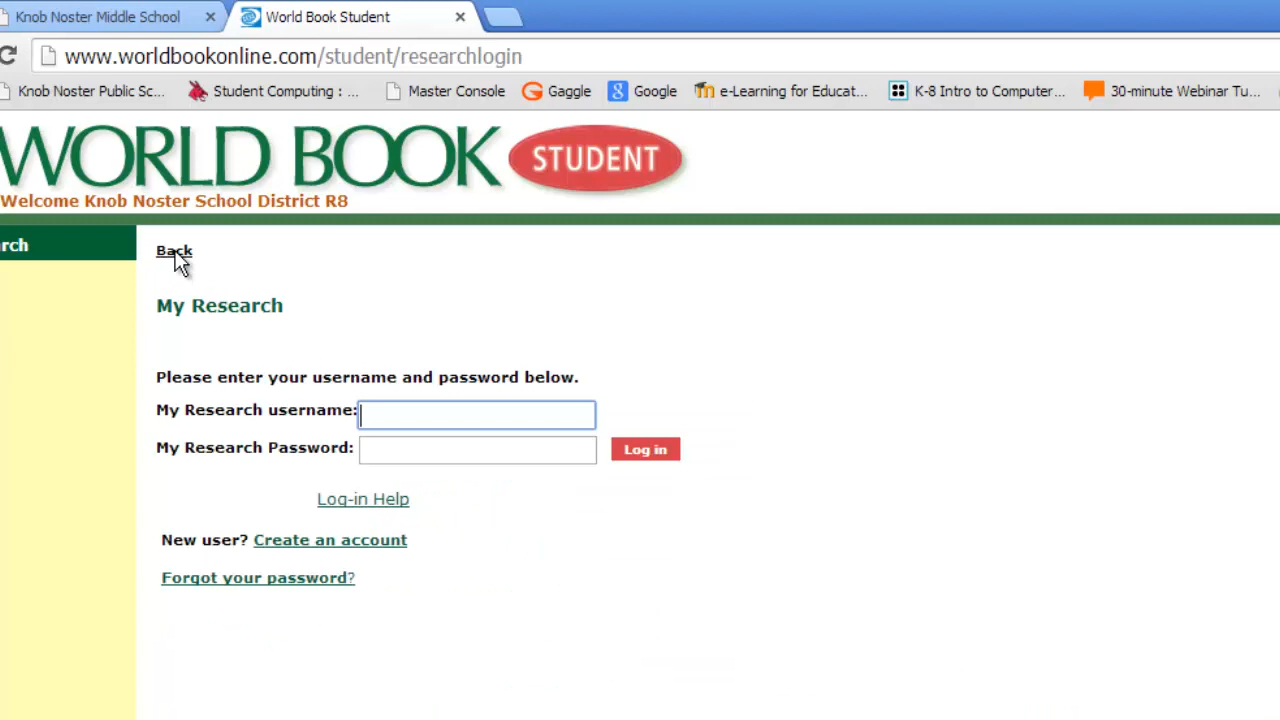 Knob Noster Middle School
World Book Student
www.worldbookonline.com/student/researchlogin
Knob Noster Public Sc...
Student Computing : ...
Master Console
Gaggle
Google
e-Learning for Educat...
K-8 Intro to Computer...
30-minute Webinar Tu...
WORLD BOOK STUDENT
Welcome Knob Noster School District R8
rch
Back
My Research
Please enter your username and password below.
My Research username:
My Research Password:
Log in
Log-in Help
New user? Create an account
Forgot your password?